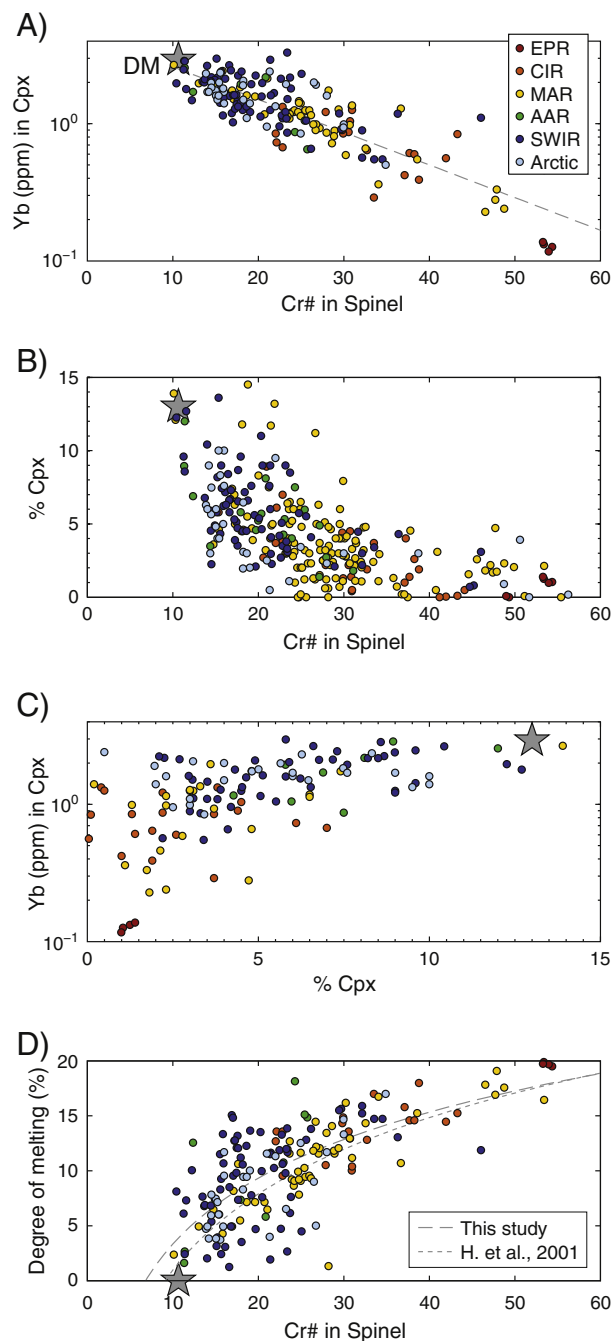 A)
DM
EPR
CIR
MAR
AAR
SWIR
Arctic
Yb (ppm) in Cpx
10⁰
10⁻¹
0 10 20 30 40 50 60
Cr# in Spinel
B)
% Cpx
15
10
5
0
0 10 20 30 40 50 60
Cr# in Spinel
C)
Yb (ppm) in Cpx
10⁰
10⁻¹
5 10 15
% Cpx
D)
Degree of melting (%)
20
15
10
5
0
This study
H. et al., 2001
0 10 20 30 40 50 60
Cr# in Spinel